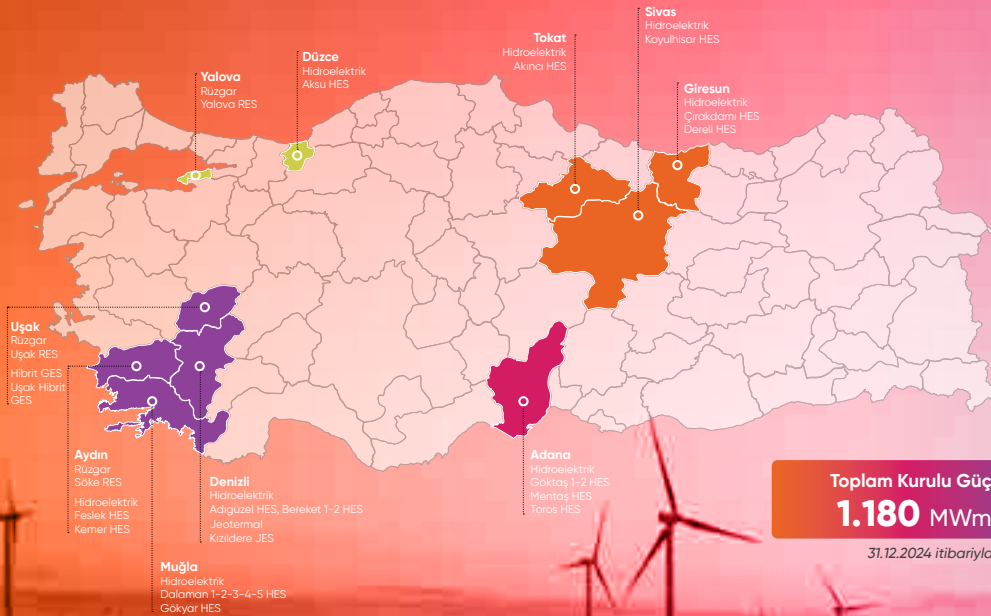 Sivas
Hidroelektrik
Koyulhisar HES
Tokat
Hidroelektrik
Akıncı HES
Düzce
Hidroelektrik
Aksu HES
Yalova
Rüzgar
Yalova RES
Giresun
Hidroelektrik
Çırakdamı HES
Dereli HES
Uşak
Rüzgar
Uşak RES
Hibrit GES
Uşak Hibrit
GES
Aydın
Rüzgar
Söke RES
Hidroelektrik
Feslek HES
Kemer HES
Denizli
Hidroelektrik
Adıgüzel HES, Bereket 1-2 HES
Jeotermal
Kızıldere JES
Muğla
Hidroelektrik
Dalaman 1-2-3-4-5 HES
Gökyar HES
Adana
Hidroelektrik
Göktaş 1-2 HES
Mentaş HES
Toros HES
Toplam Kurulu Güç
1.180 MWm
31.12.2024 itibarıyla